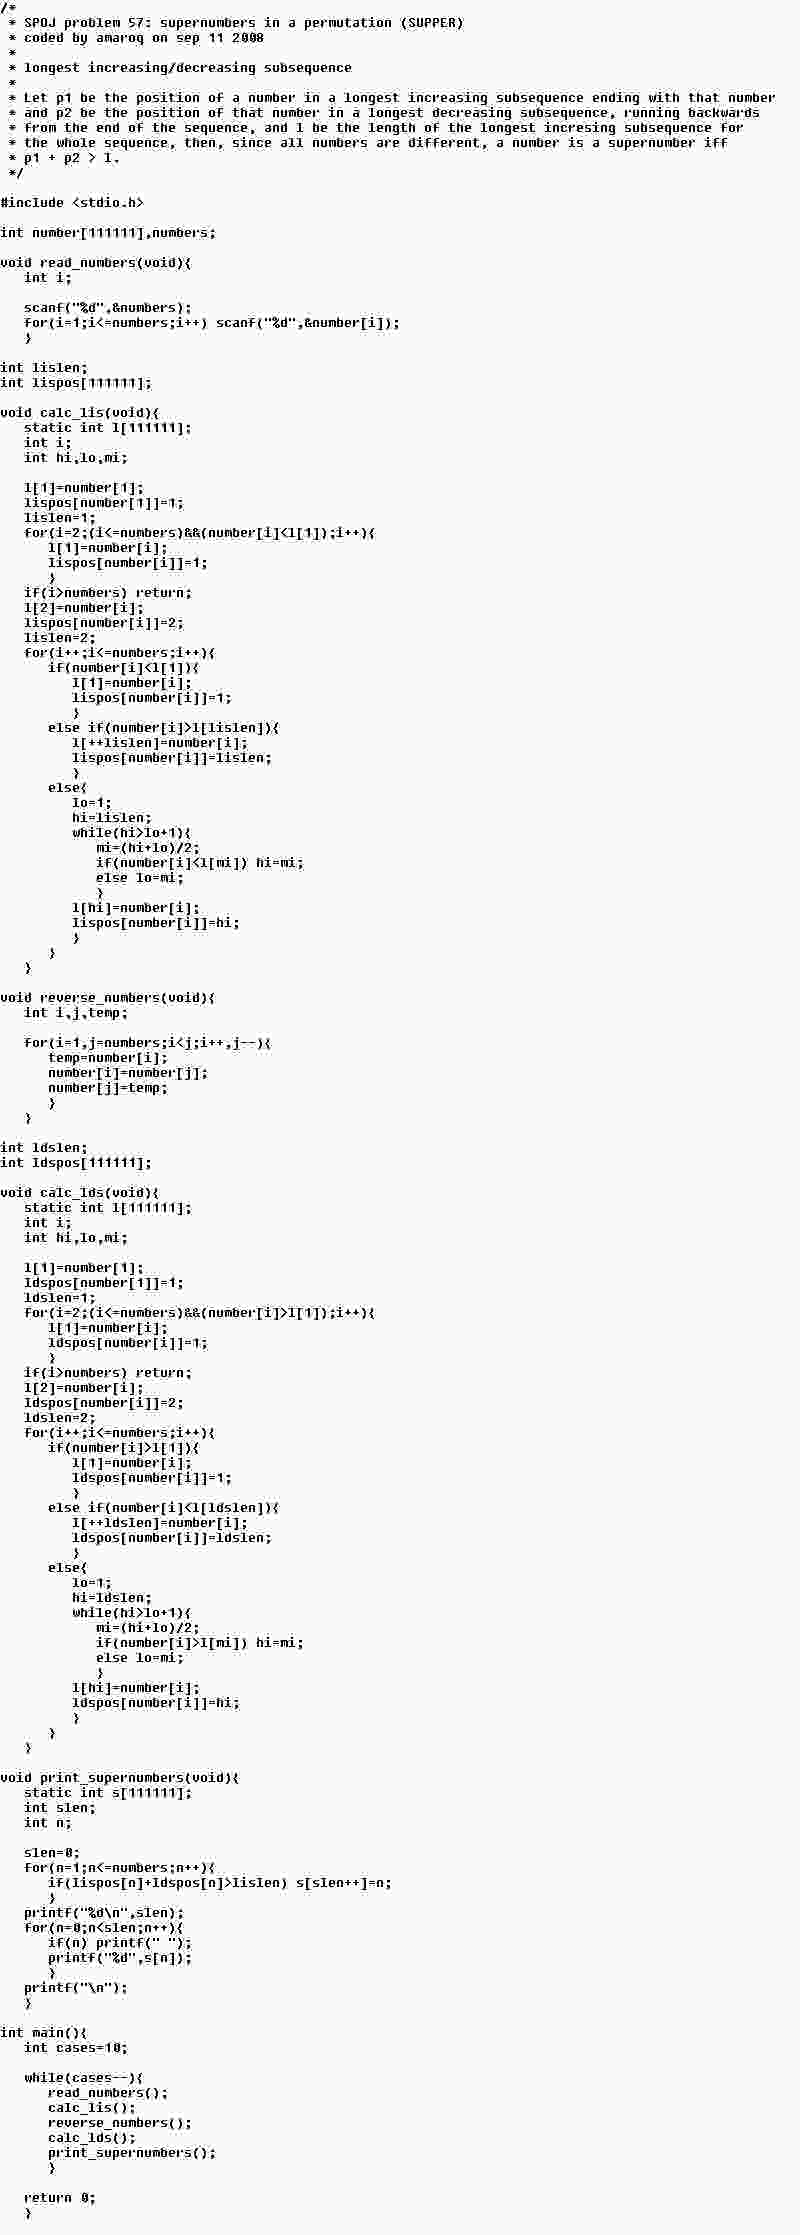 /*
 * SPOJ problem 57: supernumbers in a permutation (SUPPER)
 * coded by amaroq on sep 11 2008
 *
 * longest increasing/decreasing subsequence
 *
 * Let p1 be the position of a number in a longest increasing subsequence ending with that number
 * and p2 be the position of that number in a longest decreasing subsequence, running backwards
 * from the end of the sequence, and l be the length of the longest incresing subsequence for
 * the whole sequence, then, since all numbers are different, a number is a supernumber iff
 * p1 + p2 > l.
 */

#include <stdio.h>

int number[111111],numbers;

void read_numbers(void){
   int i;

   scanf("%d",&numbers);
   for(i=1;i<=numbers;i++) scanf("%d",&number[i]);
   }

int lislen;
int lispos[111111];

void calc_lis(void){
   static int l[111111];
   int i;
   int hi,lo,mi;

   l[1]=number[1];
   lispos[number[1]]=1;
   lislen=1;
   for(i=2;(i<=numbers)&&(number[i]<l[1]);i++){
      l[1]=number[i];
      lispos[number[i]]=1;
      }
   if(i>numbers) return;
   l[2]=number[i];
   lispos[number[i]]=2;
   lislen=2;
   for(i++;i<=numbers;i++){
      if(number[i]<l[1]){
         l[1]=number[i];
         lispos[number[i]]=1;
         }
      else if(number[i]>l[lislen]){
         l[++lislen]=number[i];
         lispos[number[i]]=lislen;
         }
      else{
         lo=1;
         hi=lislen;
         while(hi>lo+1){
            mi=(hi+lo)/2;
            if(number[i]<l[mi]) hi=mi;
            else lo=mi;
            }
         l[hi]=number[i];
         lispos[number[i]]=hi;
         }
      }
   }

void reverse_numbers(void){
   int i,j,temp;

   for(i=1,j=numbers;i<j;i++,j--){
      temp=number[i];
      number[i]=number[j];
      number[j]=temp;
      }
   }

int ldslen;
int ldspos[111111];

void calc_lds(void){
   static int l[111111];
   int i;
   int hi,lo,mi;

   l[1]=number[1];
   ldspos[number[1]]=1;
   ldslen=1;
   for(i=2;(i<=numbers)&&(number[i]>l[1]);i++){
      l[1]=number[i];
      ldspos[number[i]]=1;
      }
   if(i>numbers) return;
   l[2]=number[i];
   ldspos[number[i]]=2;
   ldslen=2;
   for(i++;i<=numbers;i++){
      if(number[i]>l[1]){
         l[1]=number[i];
         ldspos[number[i]]=1;
         }
      else if(number[i]<l[ldslen]){
         l[++ldslen]=number[i];
         ldspos[number[i]]=ldslen;
         }
      else{
         lo=1;
         hi=ldslen;
         while(hi>lo+1){
            mi=(hi+lo)/2;
            if(number[i]>l[mi]) hi=mi;
            else lo=mi;
            }
         l[hi]=number[i];
         ldspos[number[i]]=hi;
         }
      }
   }

void print_supernumbers(void){
   static int s[111111];
   int slen;
   int n;

   slen=0;
   for(n=1;n<=numbers;n++){
      if(lispos[n]+ldspos[n]>lislen) s[slen++]=n;
      }
   printf("%d\n",slen);
   for(n=0;n<slen;n++){
      if(n) printf(" ");
      printf("%d",s[n]);
      }
   printf("\n");
   }

int main(){
   int cases=10;

   while(cases--){
      read_numbers();
      calc_lis();
      reverse_numbers();
      calc_lds();
      print_supernumbers();
      }

   return 0;
   }